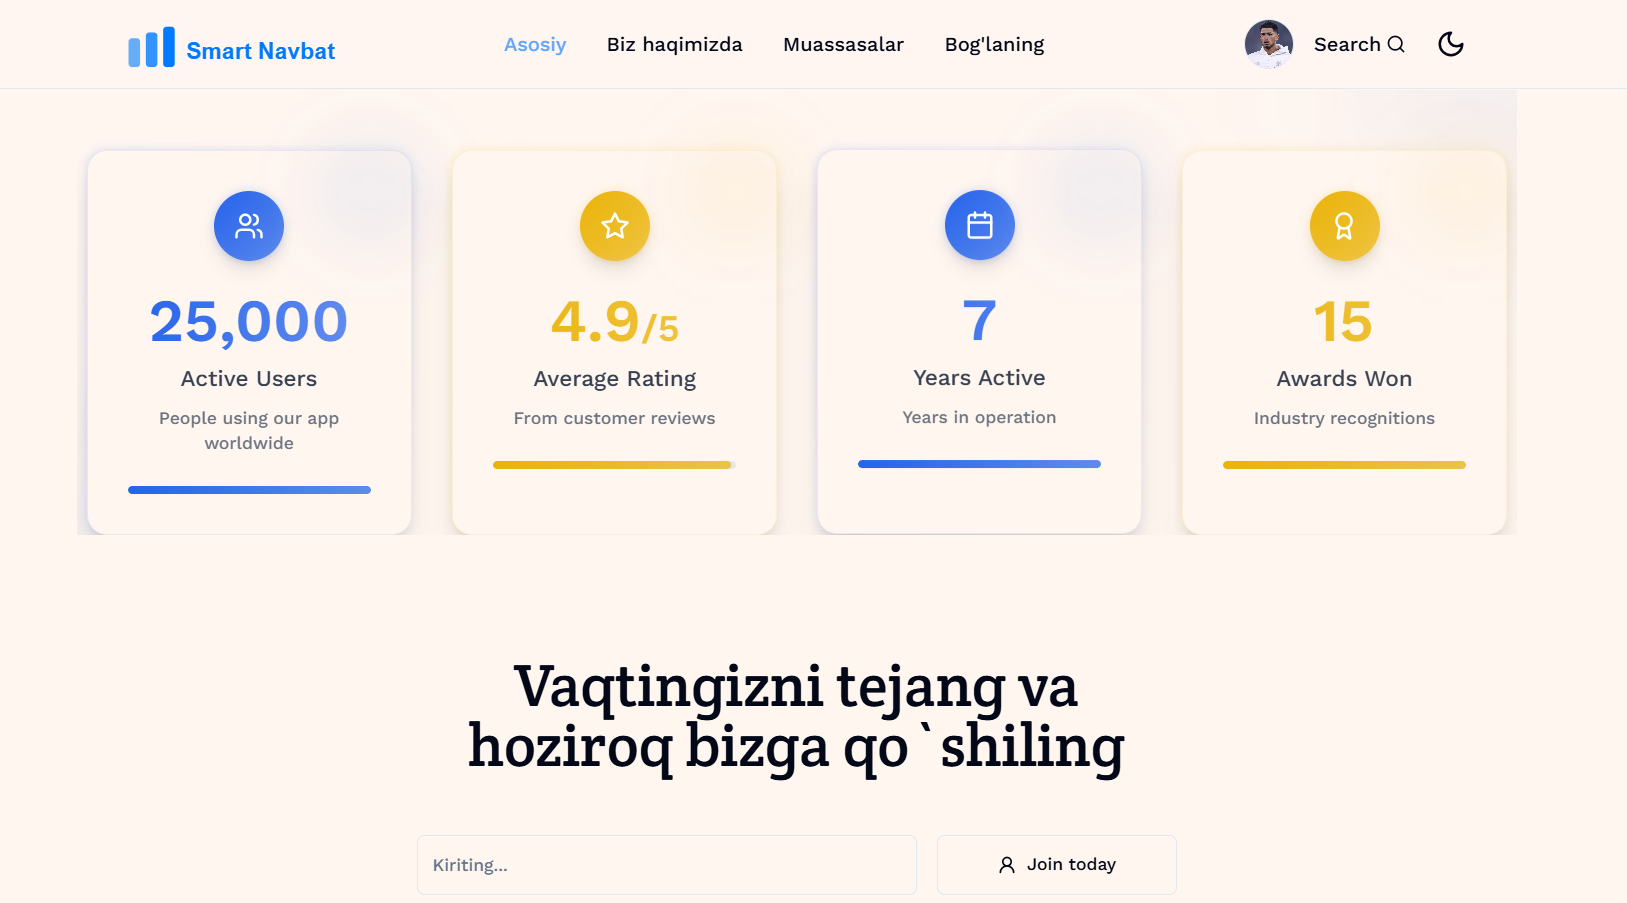 Smart Navbat
Asosiy
Biz haqimizda
Muassasalar
Bog'laning
Search
25,000
Active Users
People using our app
worldwide
4.9/5
Average Rating
From customer reviews
7
Years Active
Years in operation
15
Awards Won
Industry recognitions
Vaqtingizni tejang va
hoziroq bizga qo`shiling
Kiriting...
Join today